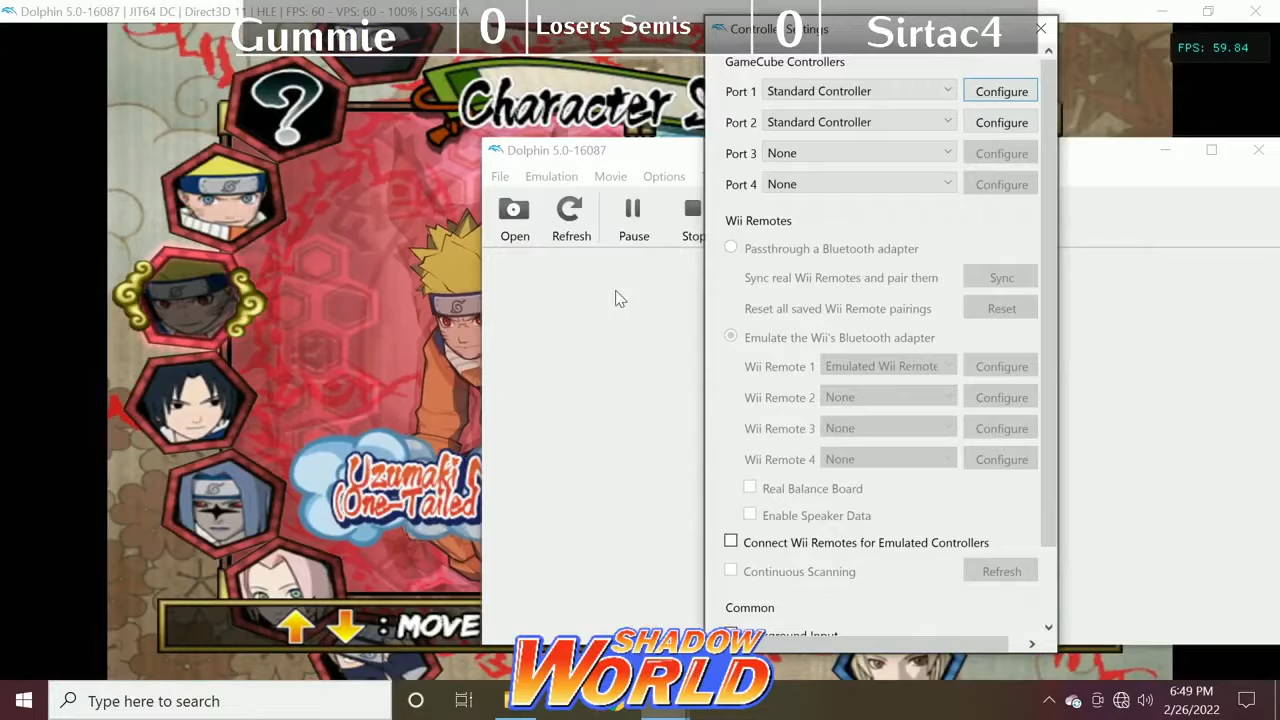 Dolphin 5.0-16087 | JIT64 DC | Direct3D 11 | HLE | FPS: 60 - VPS: 60 - 100% | SG4JDA
Gummie 0 Losers Semis 0 Sirtac4
FPS: 59.84
GameCube Controllers
Port 1 Standard Controller Configure
Port 2 Standard Controller Configure
Port 3 None Configure
Port 4 None Configure
Wii Remotes
Passthrough a Bluetooth adapter
Sync real Wii Remotes and pair them Sync
Reset all saved Wii Remote pairings Reset
Emulate the Wii's Bluetooth adapter
Wii Remote 1 Emulated Wii Remote Configure
Wii Remote 2 None Configure
Wii Remote 3 None Configure
Wii Remote 4 None Configure
Real Balance Board
Enable Speaker Data
Connect Wii Remotes for Emulated Controllers
Continuous Scanning Refresh
Common
Dolphin 5.0-16087
File Emulation Movie Options
Open Refresh Pause Stop
Character S
?
Uzumaki
(One-Tailed
: MOVE
SHADOW
WORLD
Type here to search
6:49 PM
2/26/2022